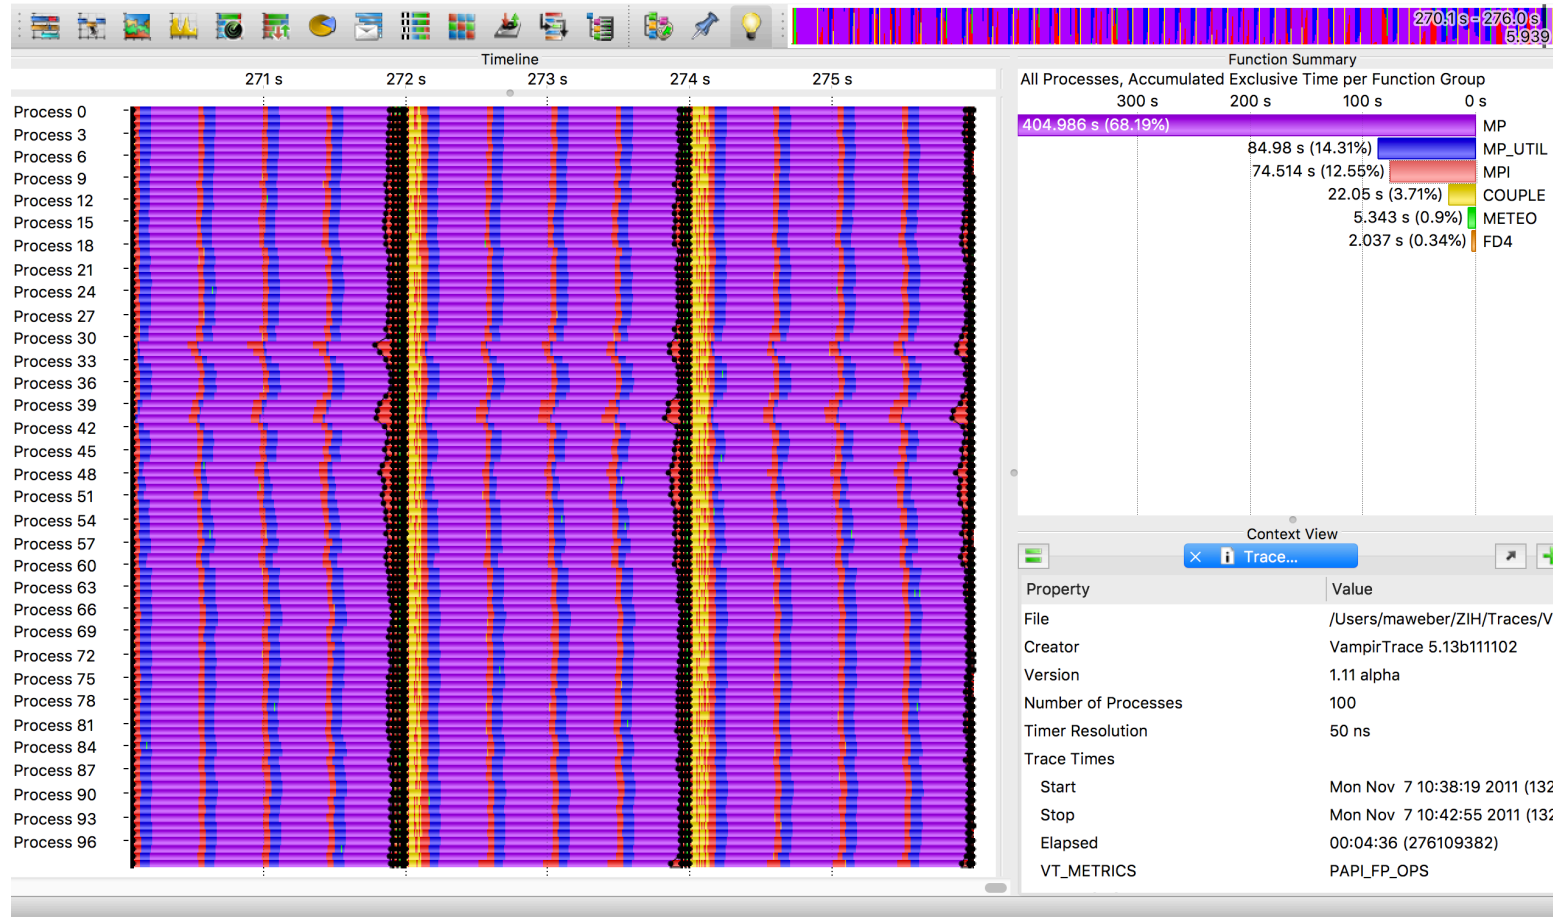 270.1 s - 276.0 s
5.939
Timeline
271 s 272 s 273 s 274 s 275 s
Process 0
Process 3
Process 6
Process 9
Process 12
Process 15
Process 18
Process 21
Process 24
Process 27
Process 30
Process 33
Process 36
Process 39
Process 42
Process 45
Process 48
Process 51
Process 54
Process 57
Process 60
Process 63
Process 66
Process 69
Process 72
Process 75
Process 78
Process 81
Process 84
Process 87
Process 90
Process 93
Process 96
Function Summary
All Processes, Accumulated Exclusive Time per Function Group
300 s 200 s 100 s 0 s
404.986 s (68.19%) MP
84.98 s (14.31%) MP_UTIL
74.514 s (12.55%) MPI
22.05 s (3.71%) COUPLE
5.343 s (0.9%) METEO
2.037 s (0.34%) FD4
Context View
Trace...
Property Value
File /Users/maweber/ZIH/Traces/V
Creator VampirTrace 5.13b111102
Version 1.11 alpha
Number of Processes 100
Timer Resolution 50 ns
Trace Times
Start Mon Nov 7 10:38:19 2011 (132
Stop Mon Nov 7 10:42:55 2011 (132
Elapsed 00:04:36 (276109382)
VT_METRICS PAPI_FP_OPS